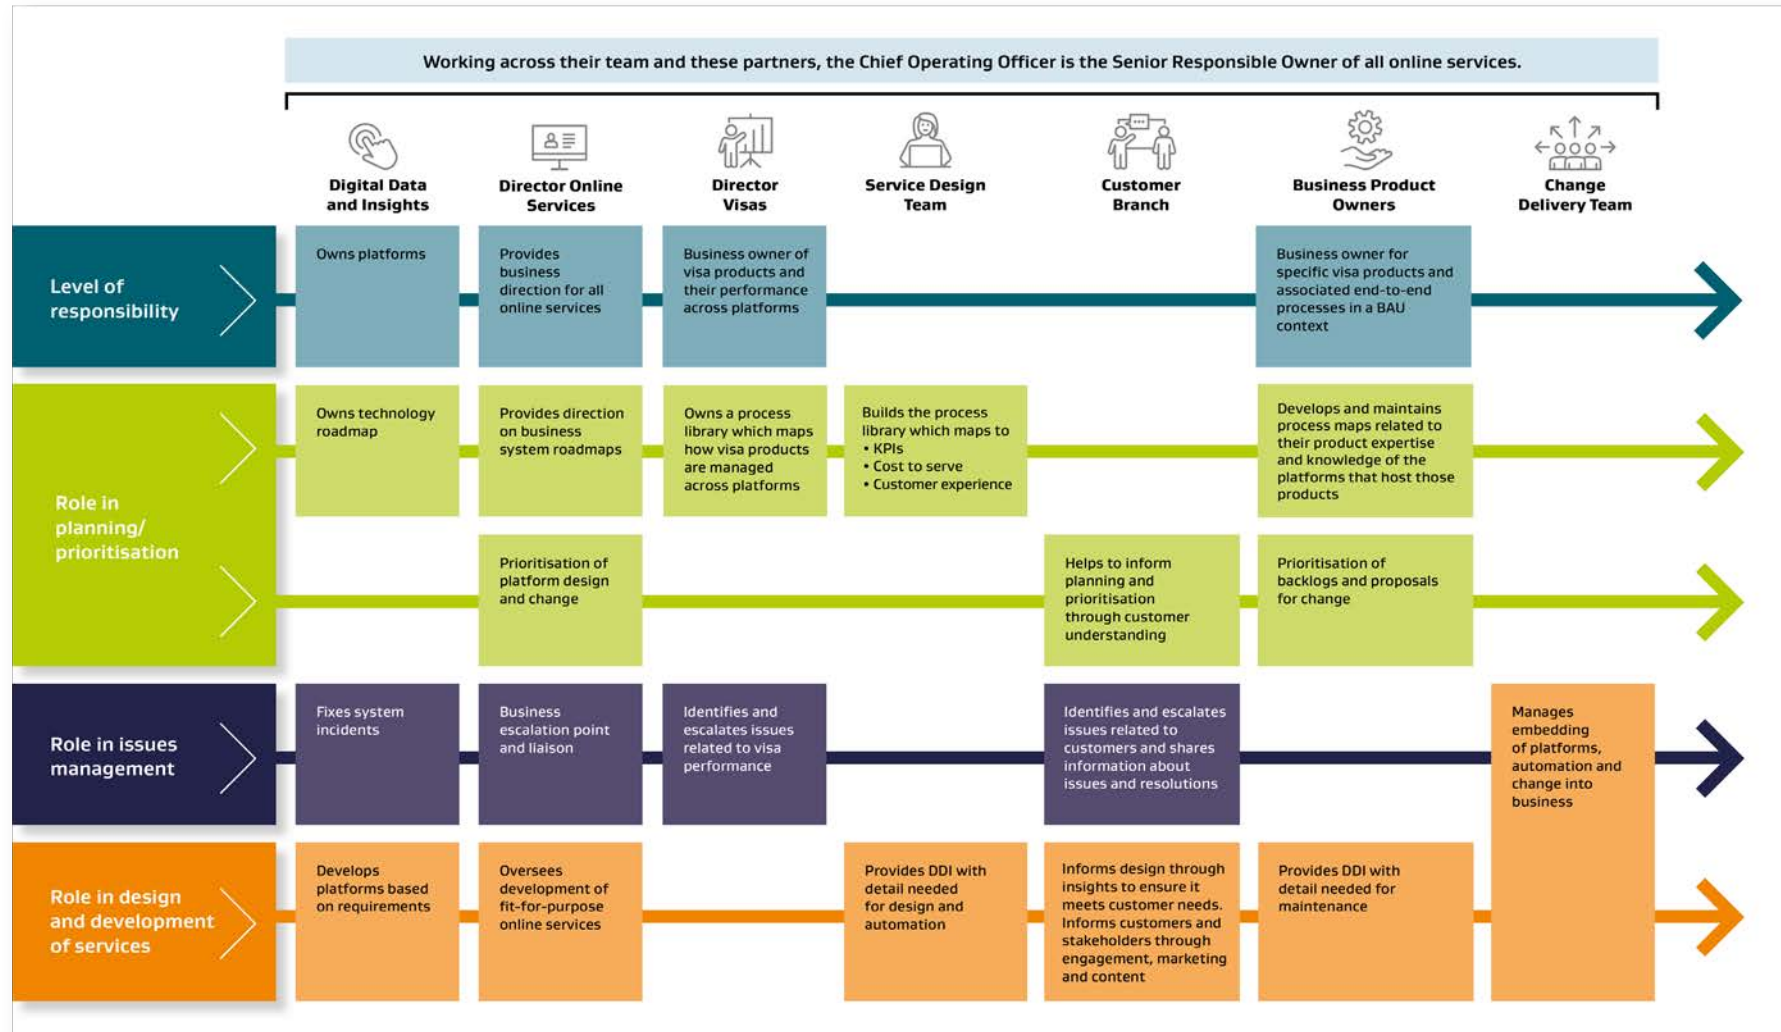 Working across their team and these partners, the Chief Operating Officer is the Senior Responsible Owner of all online services.
Digital Data
and Insights
Director Online
Services
Director
Visas
Service Design
Team
Customer
Branch
Business Product
Owners
Change
Delivery Team
Level of
responsibility
Owns platforms
Provides
business
direction for all
online services
Business owner of
visa products and
their performance
across platforms
Business owner for
specific visa products and
associated end-to-end
processes in a BAU
context
Role in
planning/
prioritisation
Owns technology
roadmap
Provides direction
on business
system roadmaps
Owns a process
library which maps
how visa products
are managed
across platforms
Builds the process
library which maps to
• KPIs
• Cost to serve
• Customer experience
Develops and maintains
process maps related to
their product expertise
and knowledge of the
platforms that host those
products
Prioritisation of
platform design
and change
Helps to inform
planning and
prioritisation
through customer
understanding
Prioritisation of
backlogs and proposals
for change
Role in issues
management
Fixes system
incidents
Business
escalation point
and liaison
Identifies and
escalates issues
related to visa
performance
Identifies and escalates
issues related to
customers and shares
information about
issues and resolutions
Manages
embedding
of platforms,
automation and
change into
business
Role in design
and development
of services
Develops
platforms based
on requirements
Oversees
development of
fit-for-purpose
online services
Provides DDI with
detail needed
for design and
automation
Informs design through
insights to ensure it
meets customer needs.
Informs customers and
stakeholders through
engagement, marketing
and content
Provides DDI with
detail needed for
maintenance